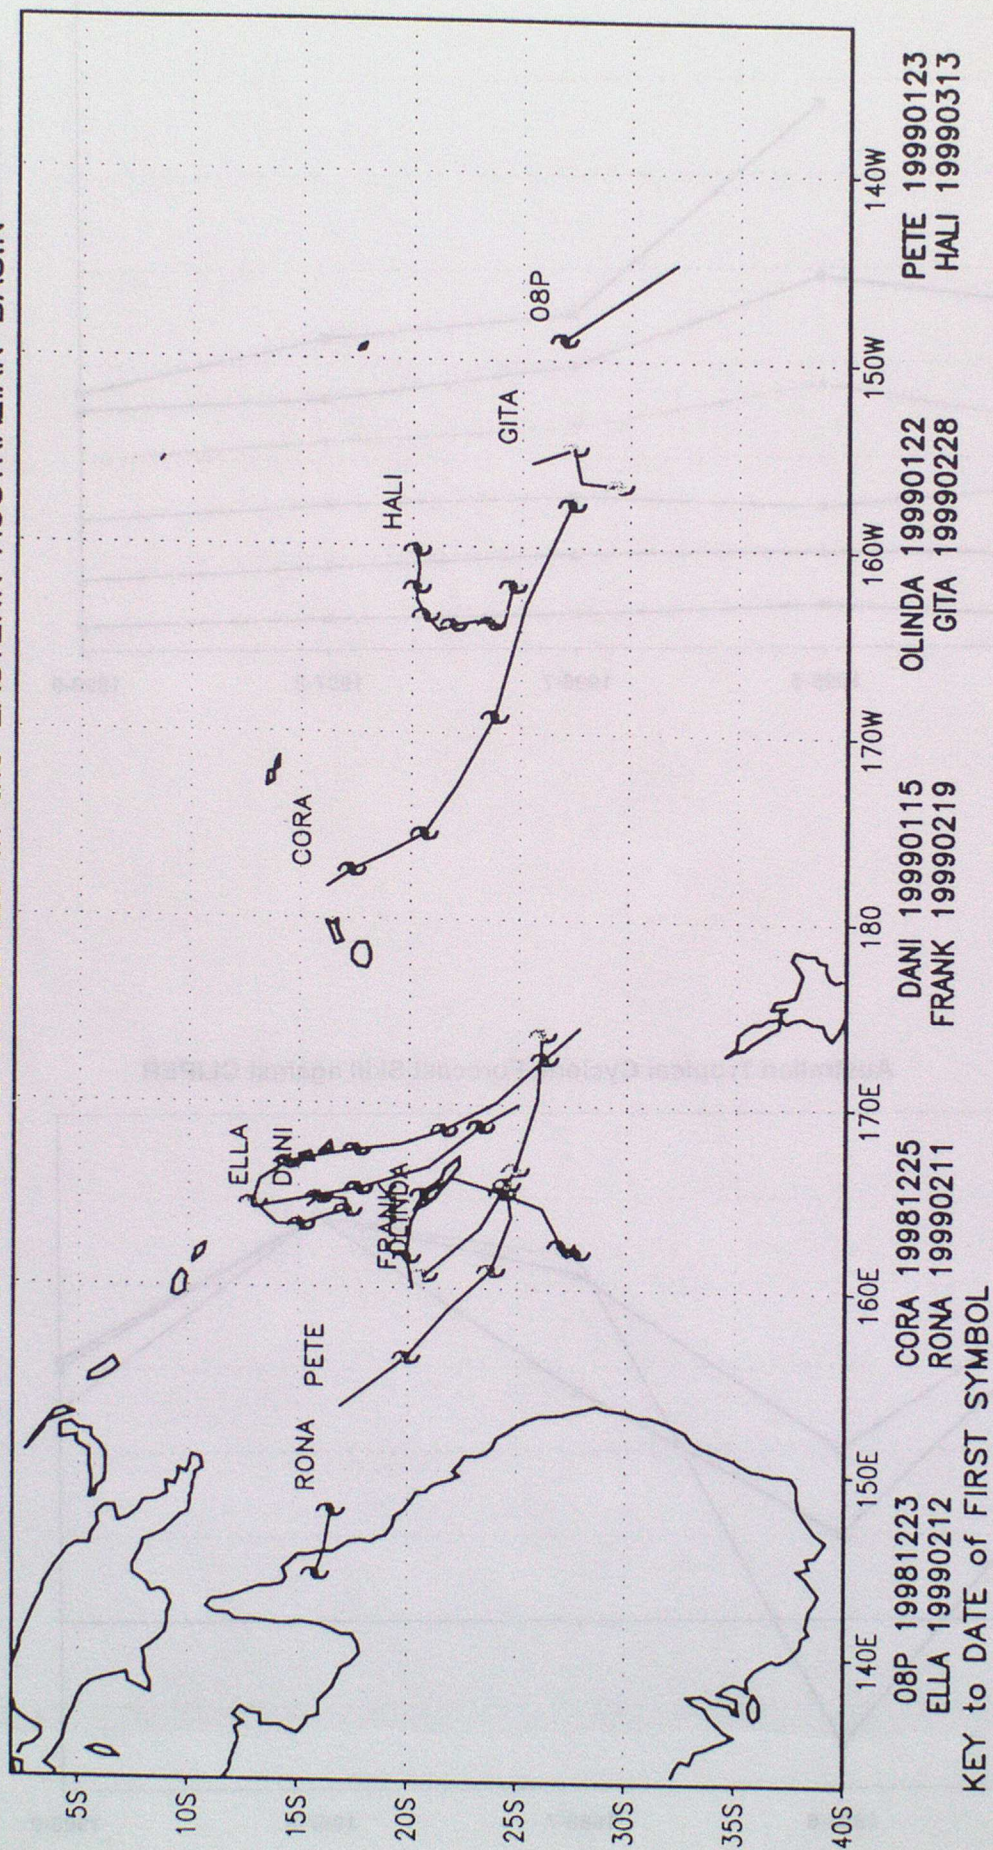 ELLA
DANI
FRANK
OLINDA
RONA
PETE
CORA
HALI
GITA
08P
5S
10S
15S
20S
25S
30S
35S
40S
140E 150E 160E 170E 180 170W 160W 150W 140W
08P 19981223 CORA 19981225 DANI 19990115 OLINDA 19990122 PETE 19990123
ELLA 19990212 RONA 19990211 FRANK 19990219 GITA 19990228 HALI 19990313
KEY to DATE of FIRST SYMBOL